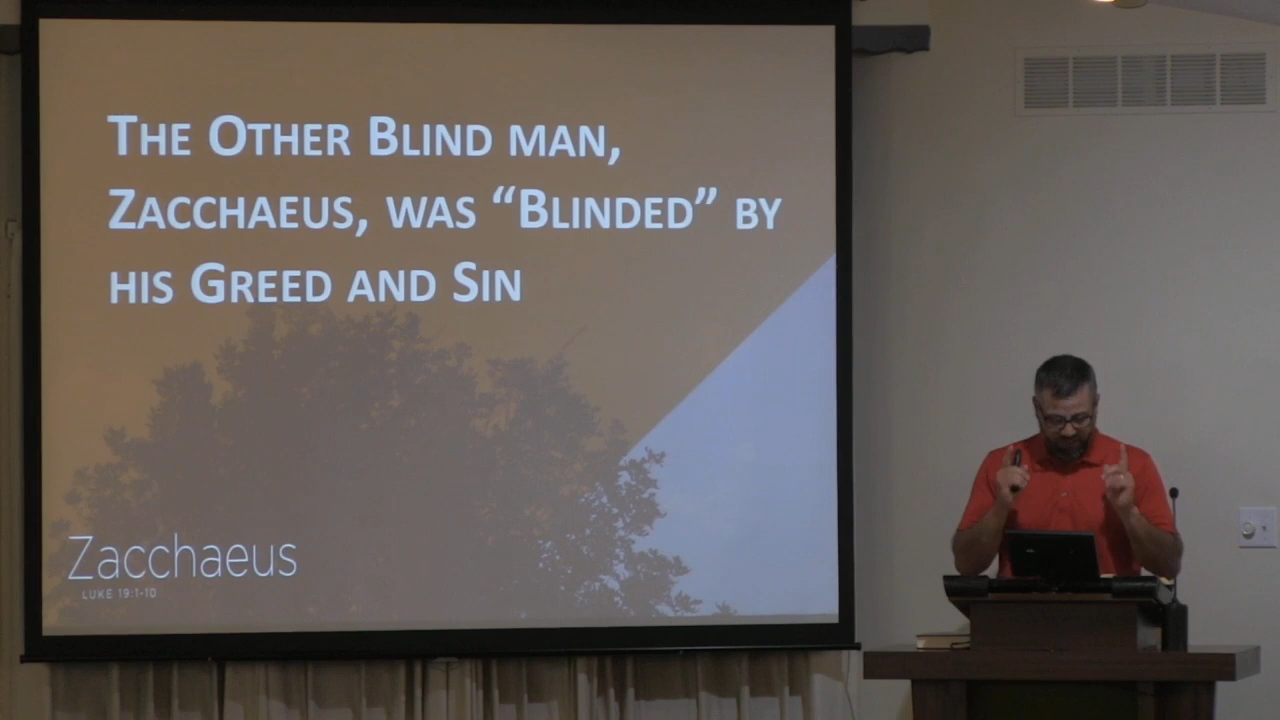 The Other Blind man,
Zacchaeus, was “Blinded” by
his Greed and Sin
Zacchaeus
LUKE 19:1-10